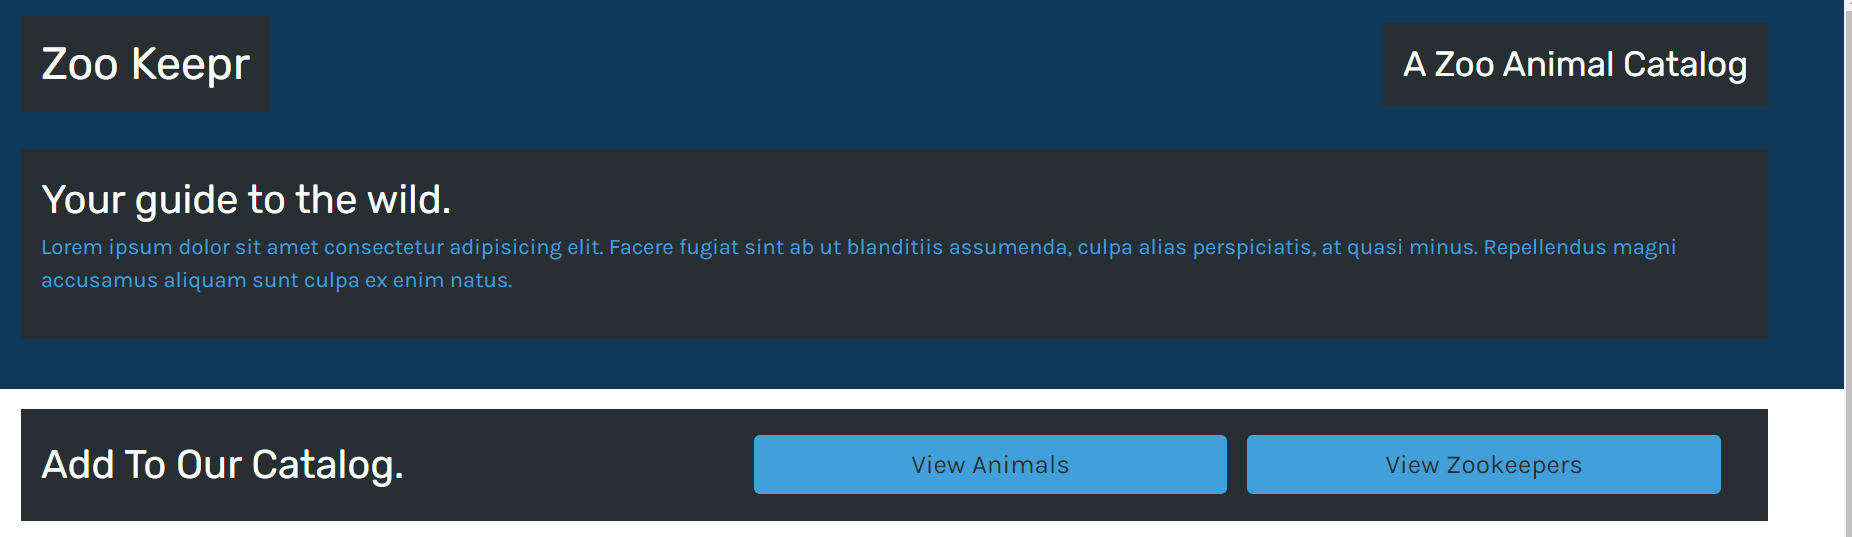 Zoo Keepr
A Zoo Animal Catalog
Your guide to the wild.
Lorem ipsum dolor sit amet consectetur adipisicing elit. Facere fugiat sint ab ut blanditiis assumenda, culpa alias perspiciatis, at quasi minus. Repellendus magni
accusamus aliquam sunt culpa ex enim natus.
Add To Our Catalog.
View Animals
View Zookeepers